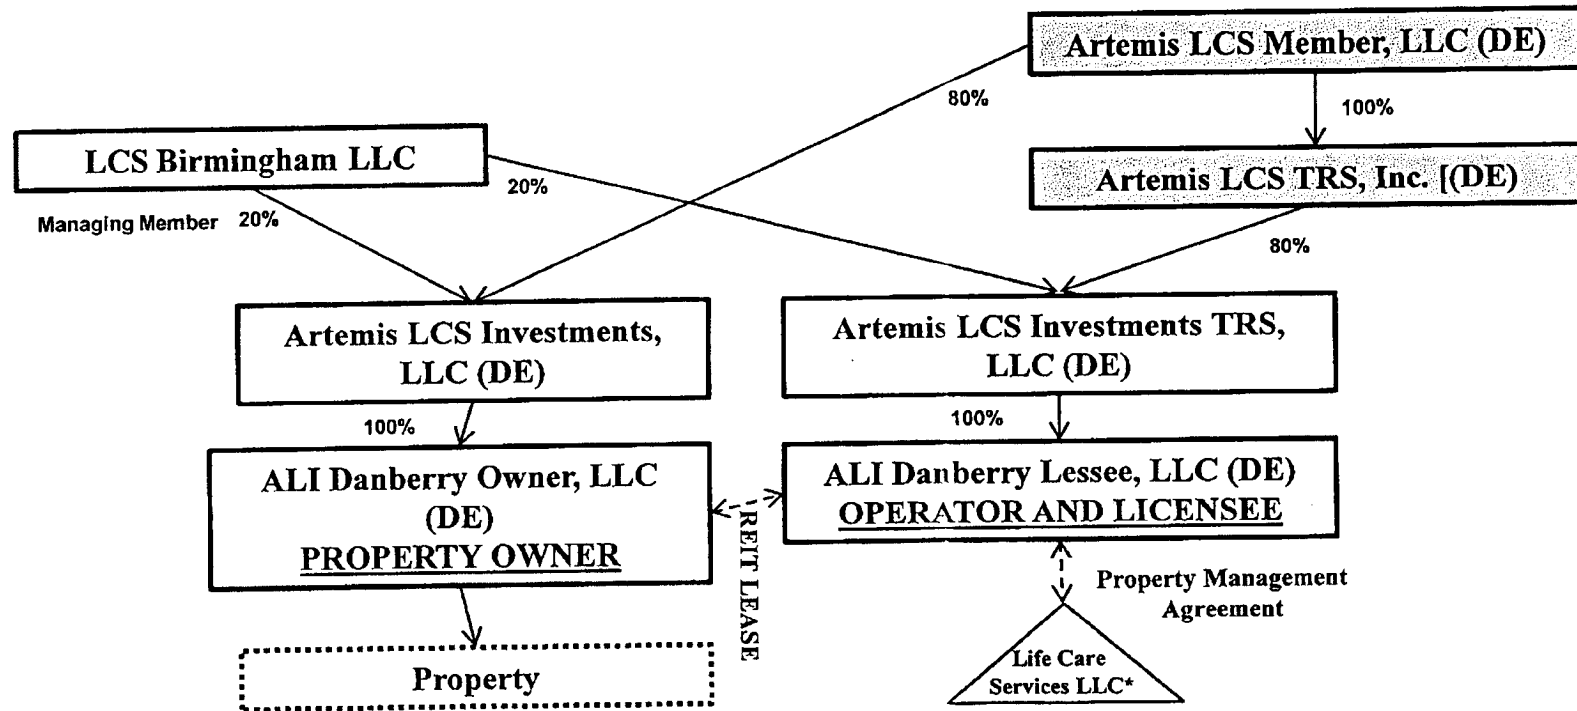 Artemis LCS Member, LLC (DE)
80%
100%
LCS Birmingham LLC
20%
Artemis LCS TRS, Inc. [(DE)
Managing Member 20%
80%
Artemis LCS Investments,
LLC (DE)
Artemis LCS Investments TRS,
LLC (DE)
100%
100%
ALI Danberry Owner, LLC
(DE)
PROPERTY OWNER
REIT LEASE
ALI Danberry Lessee, LLC (DE)
OPERATOR AND LICENSEE
Property Management
Agreement
Property
Life Care
Services LLC*